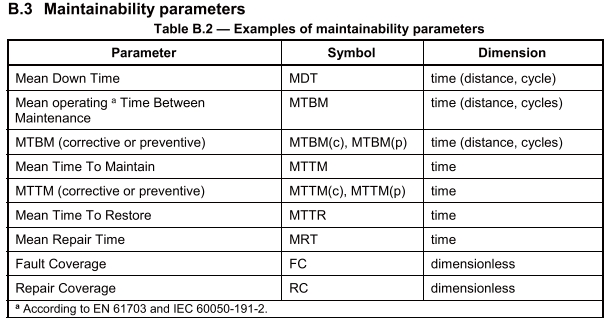 B.3 Maintainability parameters
Table B.2 — Examples of maintainability parameters
Parameter Symbol Dimension
Mean Down Time MDT time (distance, cycle)
Mean operating ᵃ Time Between Maintenance MTBM time (distance, cycles)
MTBM (corrective or preventive) MTBM(c), MTBM(p) time (distance, cycles)
Mean Time To Maintain MTTM time
MTTM (corrective or preventive) MTTM(c), MTTM(p) time
Mean Time To Restore MTTR time
Mean Repair Time MRT time
Fault Coverage FC dimensionless
Repair Coverage RC dimensionless
ᵃ According to EN 61703 and IEC 60050-191-2.